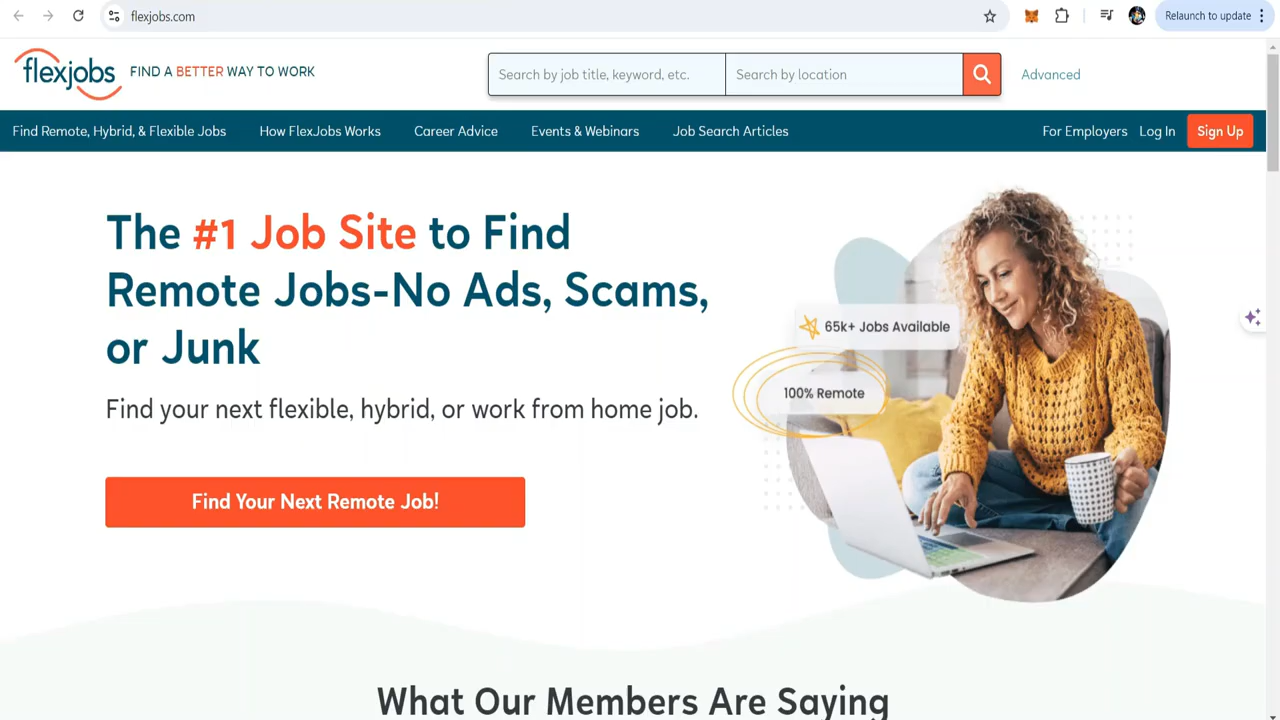 flexjobs.com
Relaunch to update
flexjobs
FIND A BETTER WAY TO WORK
Search by job title, keyword, etc.
Search by location
Advanced
Find Remote, Hybrid, & Flexible Jobs
How FlexJobs Works
Career Advice
Events & Webinars
Job Search Articles
For Employers
Log In
Sign Up
The #1 Job Site to Find
Remote Jobs-No Ads, Scams,
or Junk
Find your next flexible, hybrid, or work from home job.
Find Your Next Remote Job!
65k+ Jobs Available
100% Remote
What Our Members Are Saying